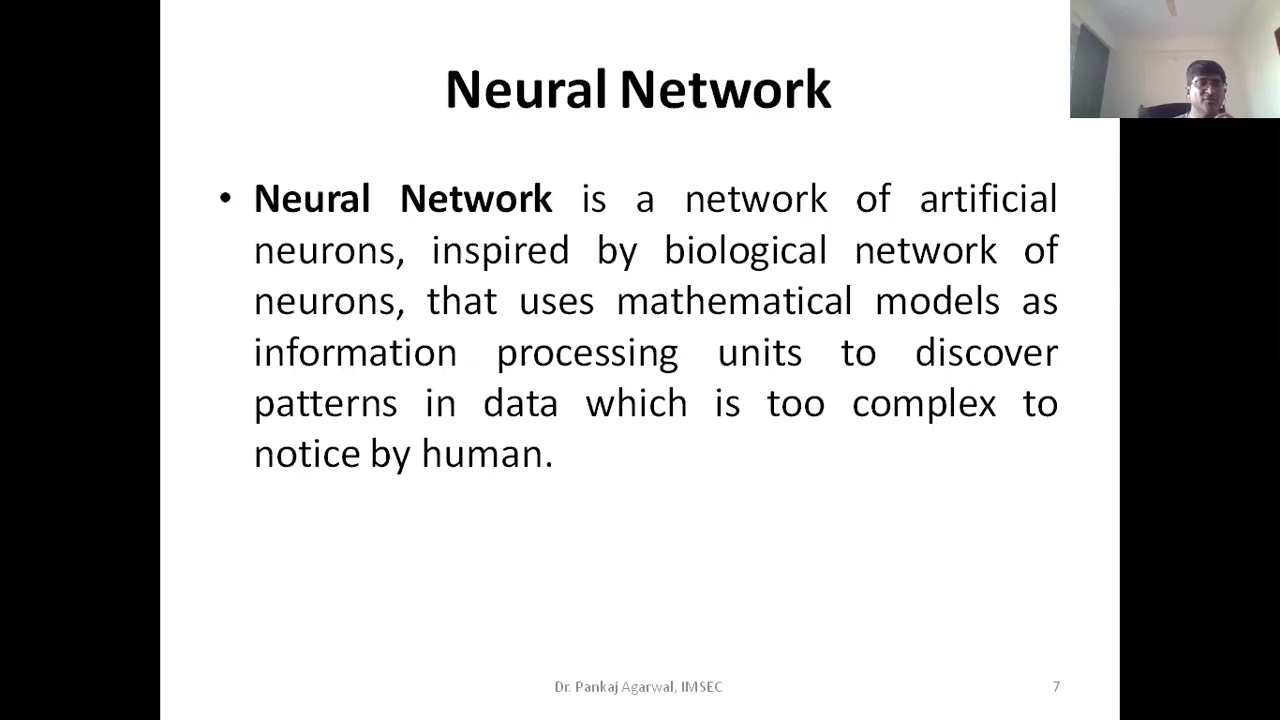 Neural Network
• Neural Network is a network of artificial
neurons, inspired by biological network of
neurons, that uses mathematical models as
information processing units to discover
patterns in data which is too complex to
notice by human.
Dr. Pankaj Agarwal, IMSEC
7